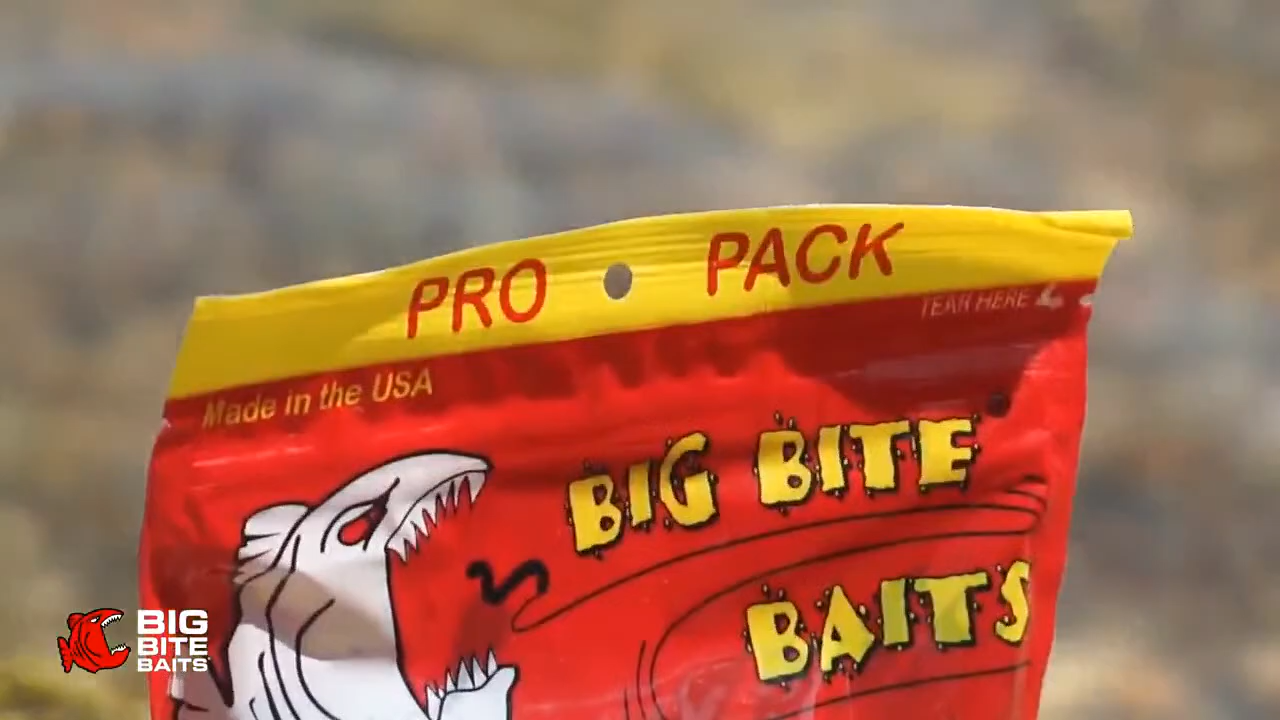 PRO PACK
TEAR HERE
Made in the USA
BIG BITE
BAITS
BIG
BITE
BAITS